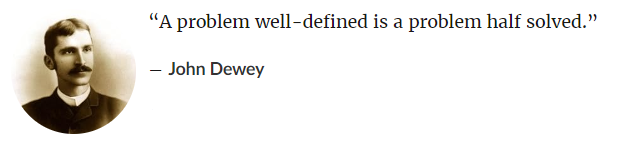 “A problem well-defined is a problem half solved.”
— John Dewey